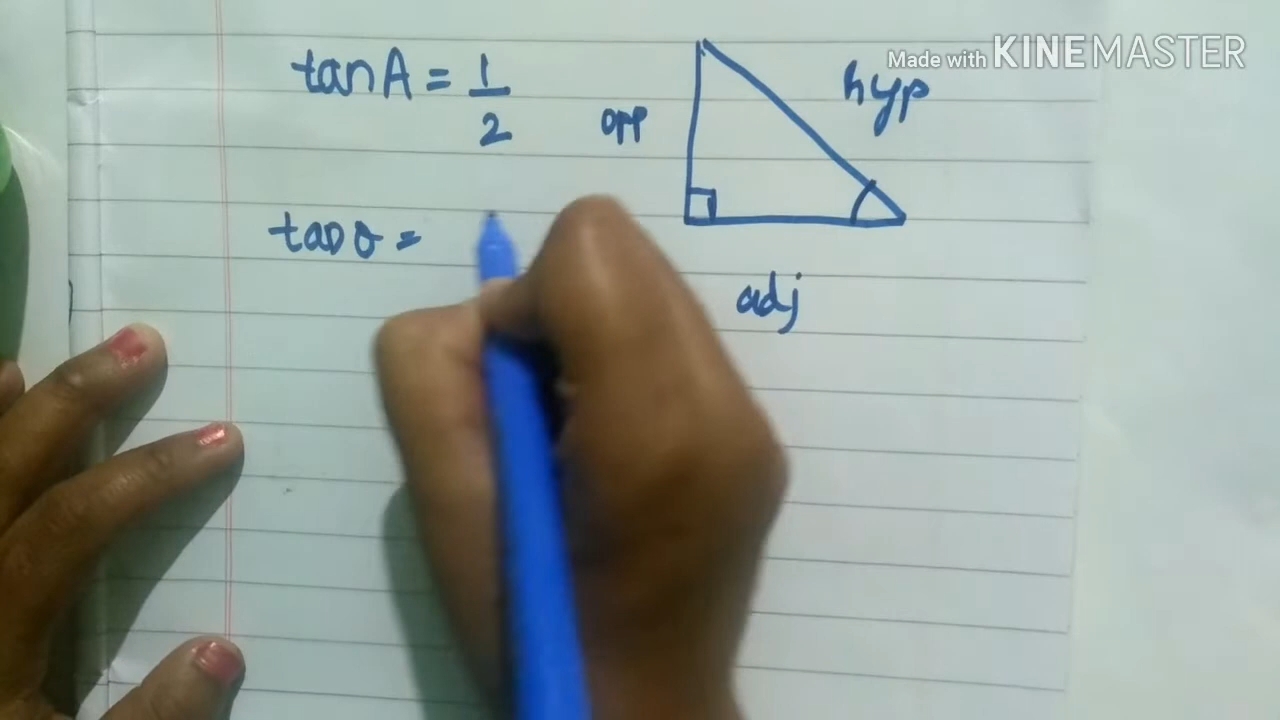 Made with KINEMASTER
tan A = 1/2
opp
hyp
tan θ =
adj